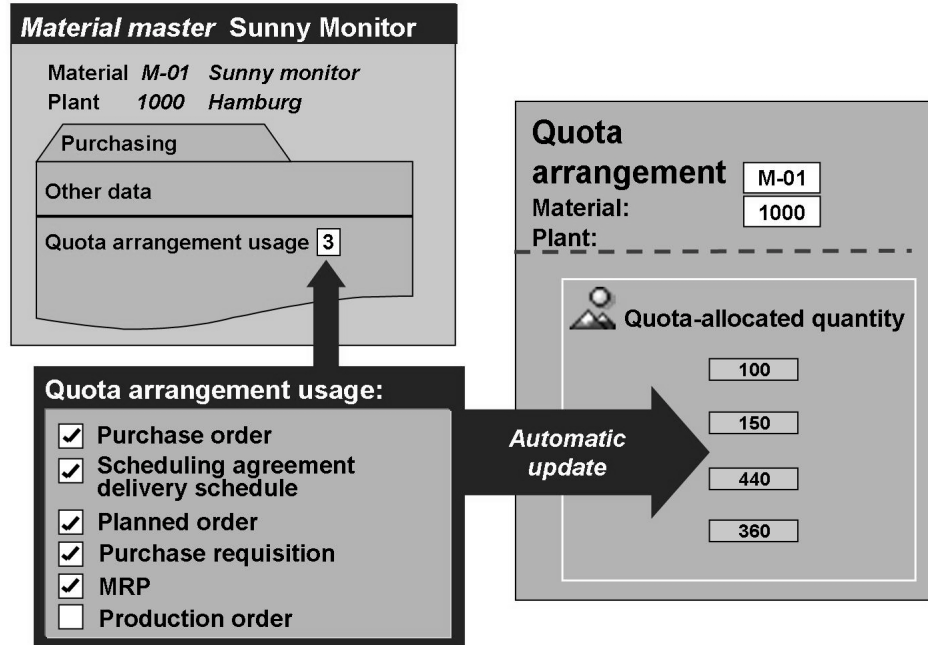 Material master Sunny Monitor
Material M-01 Sunny monitor
Plant 1000 Hamburg
Purchasing
Other data
Quota arrangement usage 3
Quota arrangement usage:
Purchase order
Scheduling agreement
delivery schedule
Planned order
Purchase requisition
MRP
Production order
Automatic
update
Quota
arrangement
M-01
Material:
1000
Plant:
Quota-allocated quantity
100
150
440
360